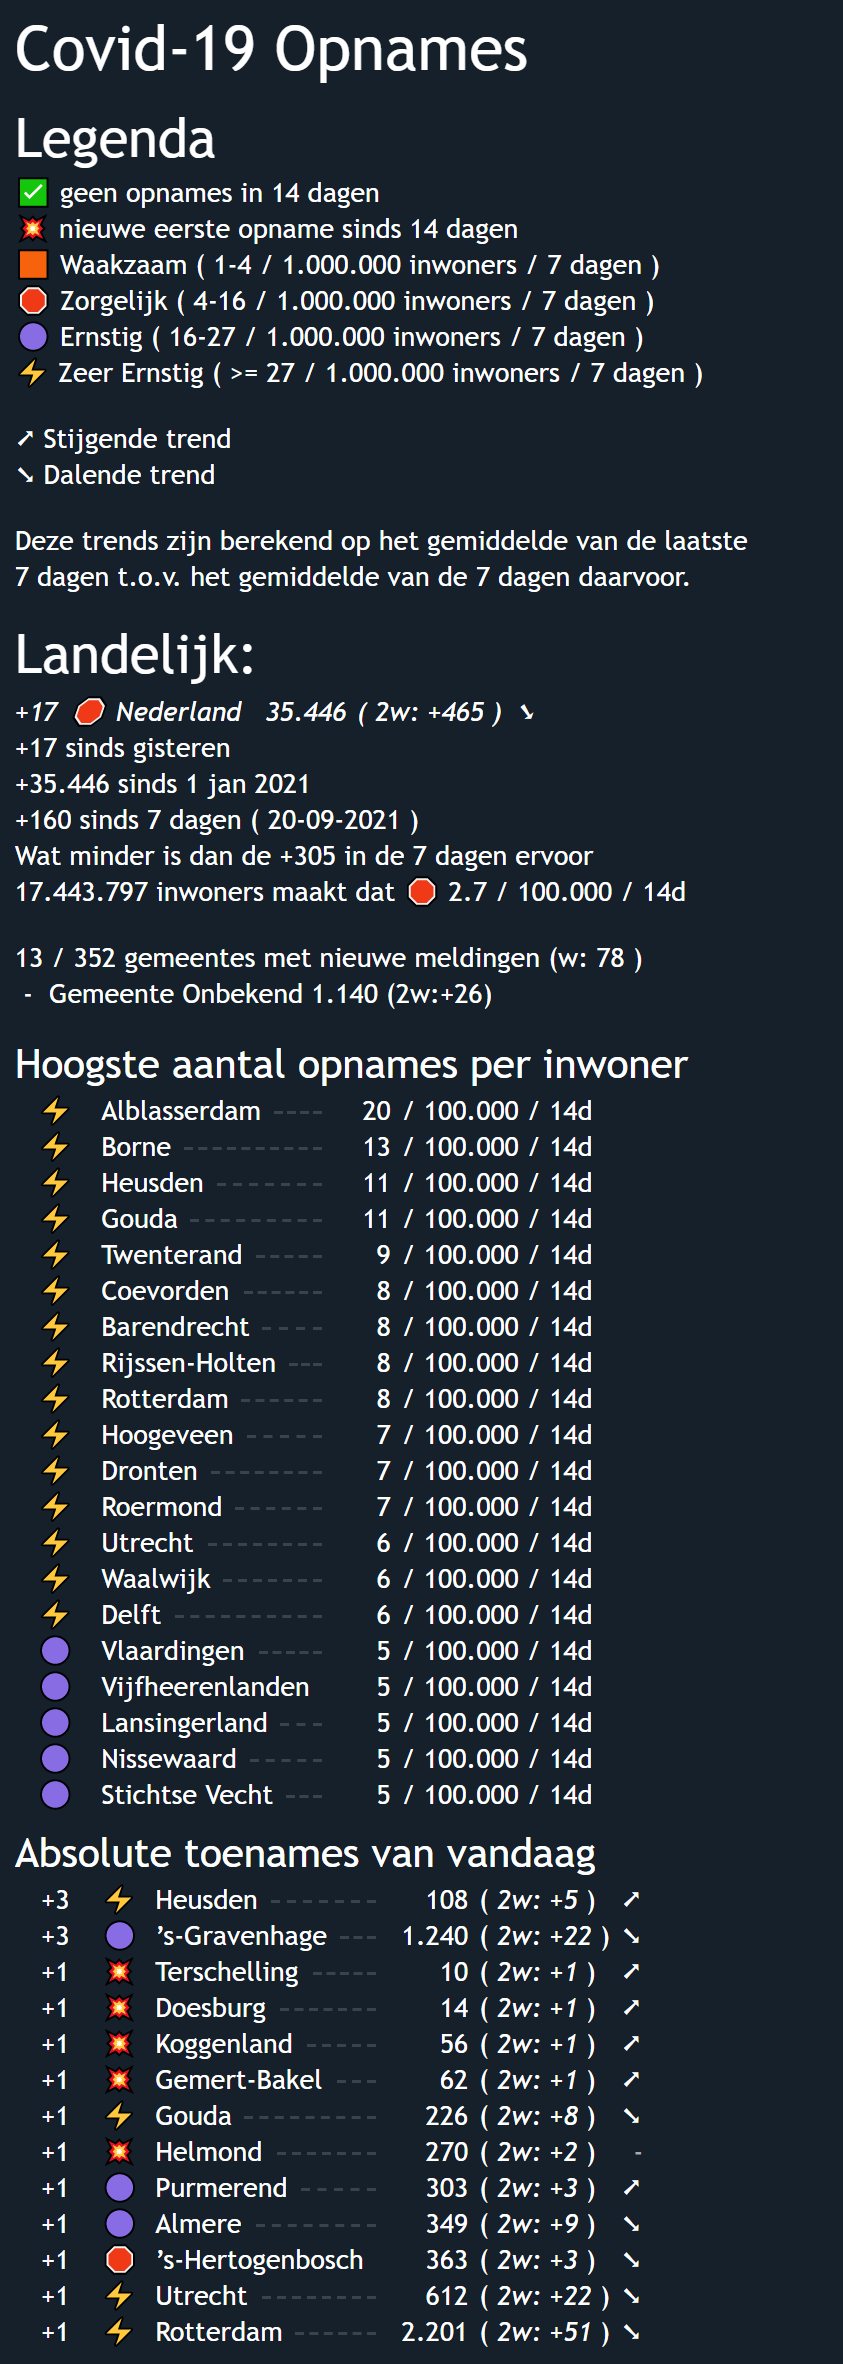 Covid-19 Opnames
Legenda
✅ geen opnames in 14 dagen
💥 nieuwe eerste opname sinds 14 dagen
🟧 Waakzaam ( 1-4 / 1.000.000 inwoners / 7 dagen )
🛑 Zorgelijk ( 4-16 / 1.000.000 inwoners / 7 dagen )
🟣 Ernstig ( 16-27 / 1.000.000 inwoners / 7 dagen )
⚡ Zeer Ernstig ( >= 27 / 1.000.000 inwoners / 7 dagen )
➚ Stijgende trend
➘ Dalende trend
Deze trends zijn berekend op het gemiddelde van de laatste
7 dagen t.o.v. het gemiddelde van de 7 dagen daarvoor.
Landelijk:
+17 🛑 Nederland 35.446 ( 2w: +465 ) ➘
+17 sinds gisteren
+35.446 sinds 1 jan 2021
+160 sinds 7 dagen ( 20-09-2021 )
Wat minder is dan de +305 in de 7 dagen ervoor
17.443.797 inwoners maakt dat 🛑 2.7 / 100.000 / 14d
13 / 352 gemeentes met nieuwe meldingen (w: 78 )
- Gemeente Onbekend 1.140 (2w:+26)
Hoogste aantal opnames per inwoner
⚡ Alblasserdam ---- 20 / 100.000 / 14d
⚡ Borne ---------- 13 / 100.000 / 14d
⚡ Heusden ------- 11 / 100.000 / 14d
⚡ Gouda --------- 11 / 100.000 / 14d
⚡ Twenterand ----- 9 / 100.000 / 14d
⚡ Coevorden ------ 8 / 100.000 / 14d
⚡ Barendrecht ---- 8 / 100.000 / 14d
⚡ Rijssen-Holten --- 8 / 100.000 / 14d
⚡ Rotterdam ------ 8 / 100.000 / 14d
⚡ Hoogeveen ----- 7 / 100.000 / 14d
⚡ Dronten -------- 7 / 100.000 / 14d
⚡ Roermond ------ 7 / 100.000 / 14d
⚡ Utrecht -------- 6 / 100.000 / 14d
⚡ Waalwijk ------- 6 / 100.000 / 14d
⚡ Delft ---------- 6 / 100.000 / 14d
🟣 Vlaardingen ----- 5 / 100.000 / 14d
🟣 Vijfheerenlanden 5 / 100.000 / 14d
🟣 Lansingerland --- 5 / 100.000 / 14d
🟣 Nissewaard ----- 5 / 100.000 / 14d
🟣 Stichtse Vecht --- 5 / 100.000 / 14d
Absolute toenames van vandaag
+3 ⚡ Heusden ------- 108 ( 2w: +5 ) ➚
+3 🟣 ’s-Gravenhage --- 1.240 ( 2w: +22 ) ➘
+1 💥 Terschelling ----- 10 ( 2w: +1 ) ➚
+1 💥 Doesburg ------- 14 ( 2w: +1 ) ➚
+1 💥 Koggenland ----- 56 ( 2w: +1 ) ➚
+1 💥 Gemert-Bakel --- 62 ( 2w: +1 ) ➚
+1 ⚡ Gouda --------- 226 ( 2w: +8 ) ➘
+1 💥 Helmond ------- 270 ( 2w: +2 ) -
+1 🟣 Purmerend ----- 303 ( 2w: +3 ) ➚
+1 🟣 Almere -------- 349 ( 2w: +9 ) ➘
+1 🛑 ’s-Hertogenbosch 363 ( 2w: +3 ) ➘
+1 ⚡ Utrecht -------- 612 ( 2w: +22 ) ➘
+1 ⚡ Rotterdam ------ 2.201 ( 2w: +51 ) ➘